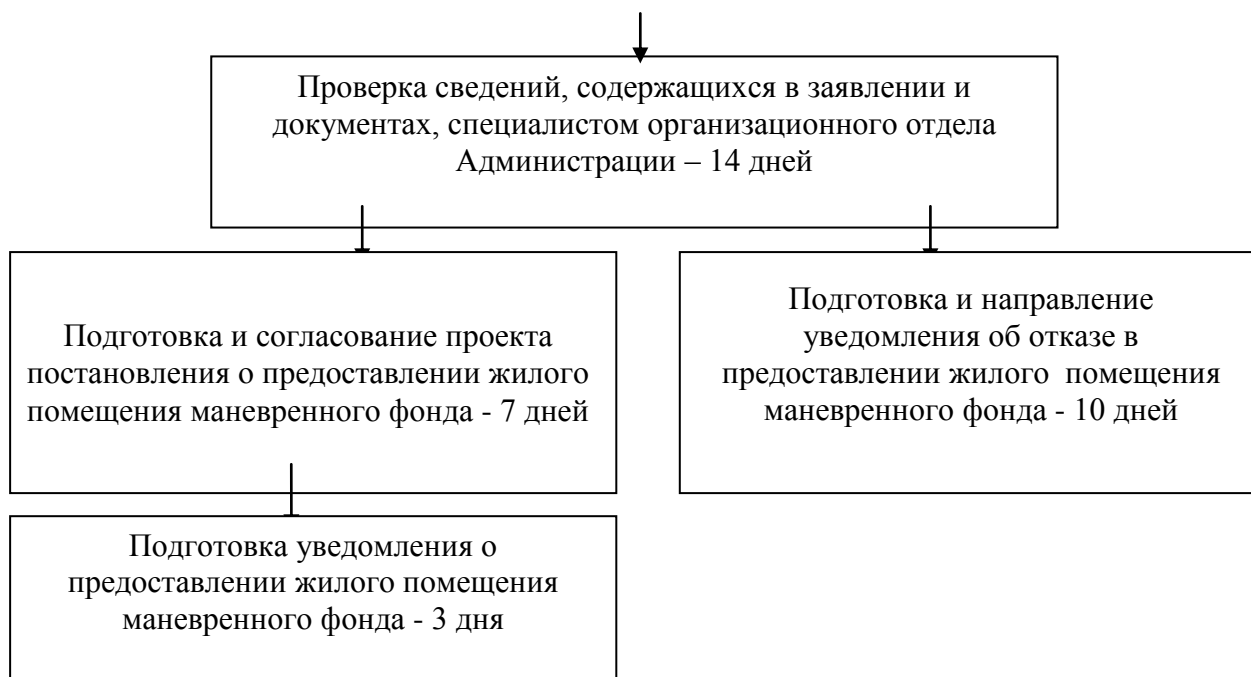 Проверка сведений, содержащихся в заявлении и
документах, специалистом организационного отдела
Администрации – 14 дней
Подготовка и согласование проекта
постановления о предоставлении жилого
помещения маневренного фонда - 7 дней
Подготовка и направление
уведомления об отказе в
предоставлении жилого помещения
маневренного фонда - 10 дней
Подготовка уведомления о
предоставлении жилого помещения
маневренного фонда - 3 дня